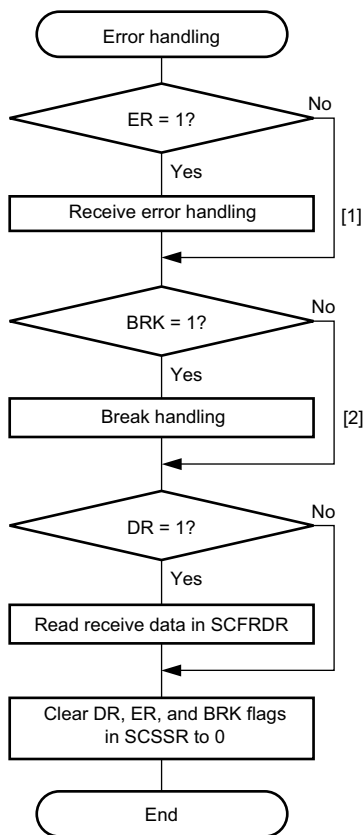 Error handling
No
ER = 1?
Yes
[1]
Receive error handling
No
BRK = 1?
Yes
Break handling
[2]
No
DR = 1?
Yes
Read receive data in SCFRDR
Clear DR, ER, and BRK flags
in SCSSR to 0
End